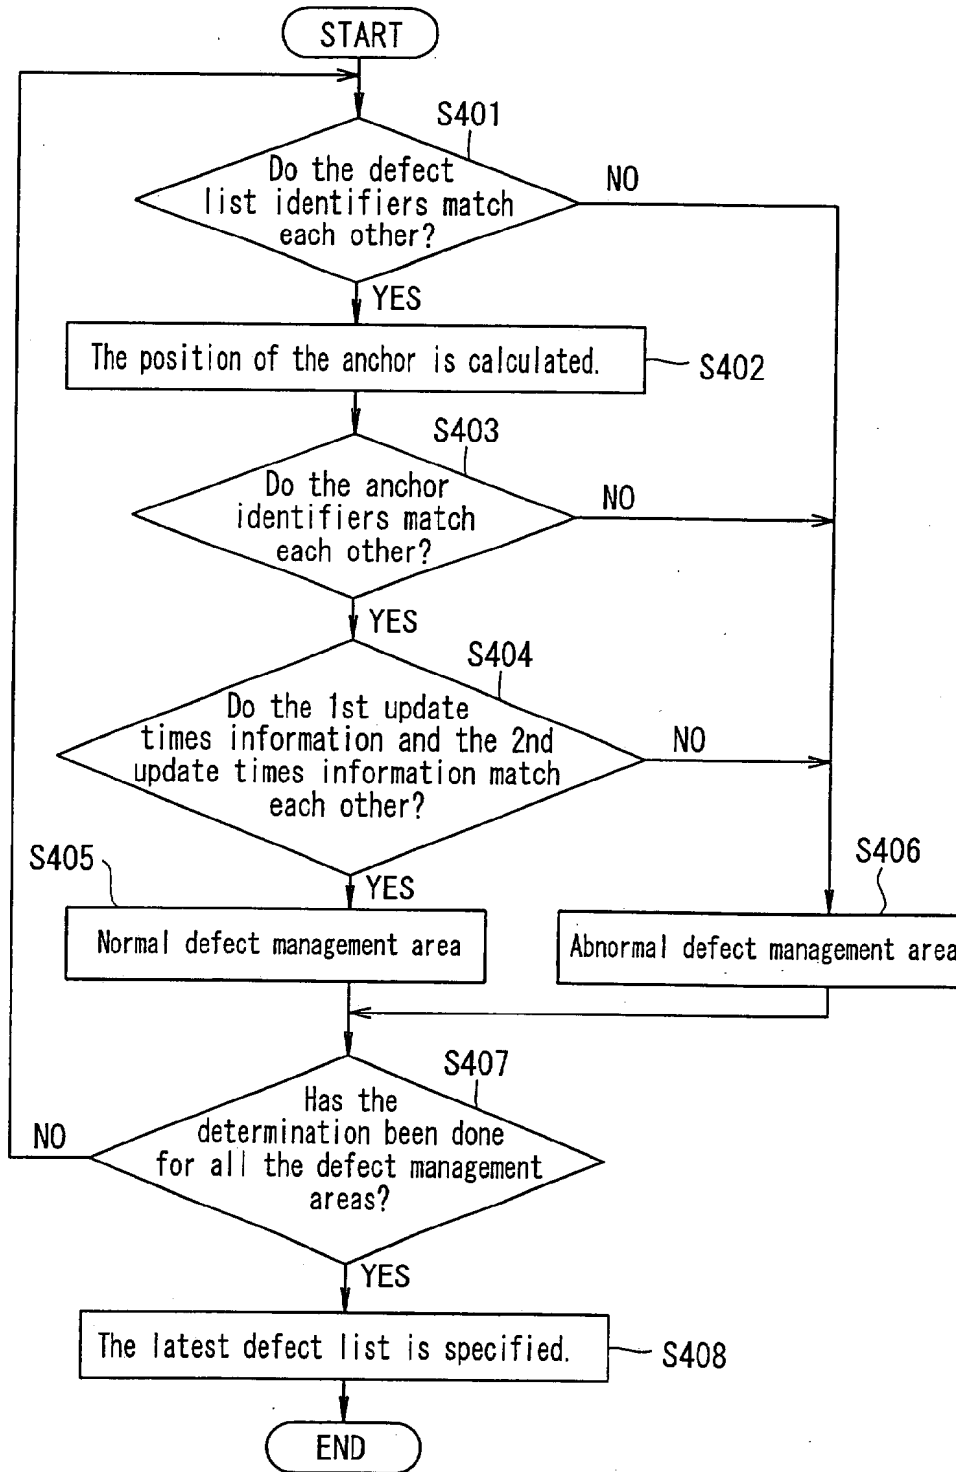 START
S401
Do the defect
list identifiers match
each other?
NO
YES
The position of the anchor is calculated.
S402
S403
Do the anchor
identifiers match
each other?
NO
YES
S404
Do the 1st update
times information and the 2nd
update times information match
each other?
NO
S405
YES
S406
Normal defect management area
Abnormal defect management area
S407
Has the
determination been done
for all the defect management
areas?
NO
YES
The latest defect list is specified.
S408
END